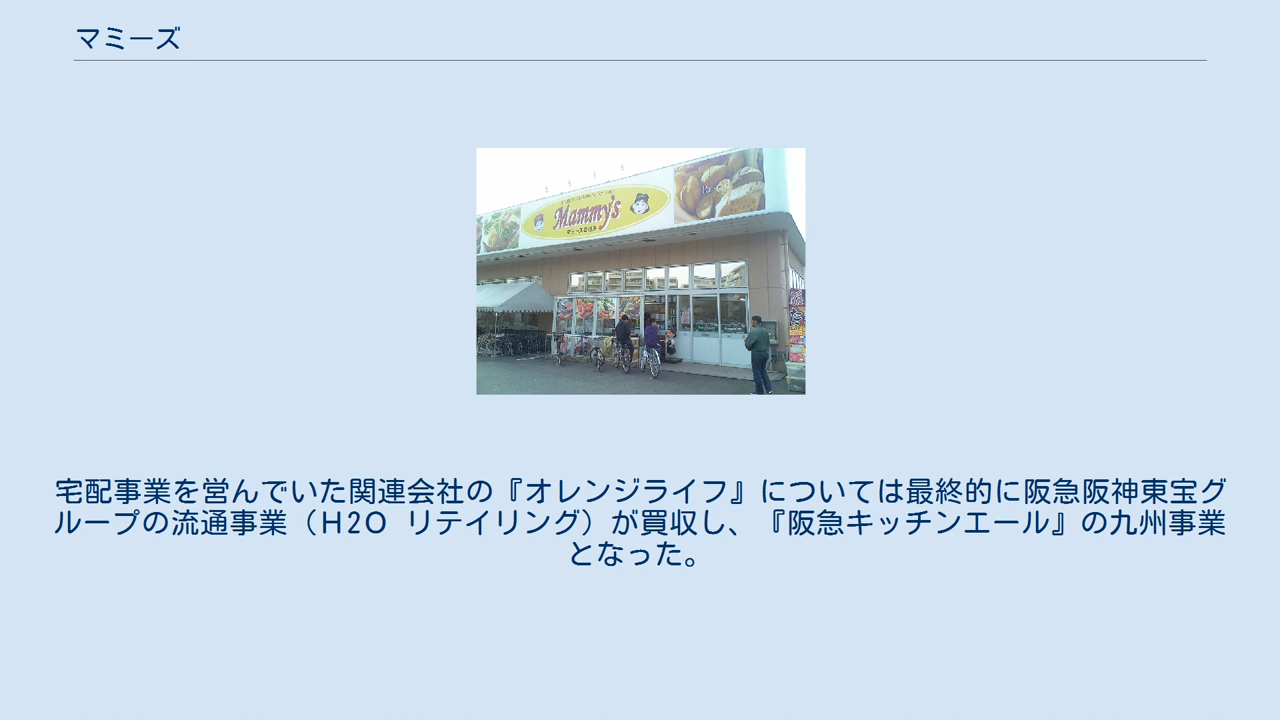 マミーズ
Mammy's
宅配事業を営んでいた関連会社の『オレンジライフ』については最終的に阪急阪神東宝グ
ループの流通事業（H2O リテイリング）が買収し、『阪急キッチンエール』の九州事業
となった。